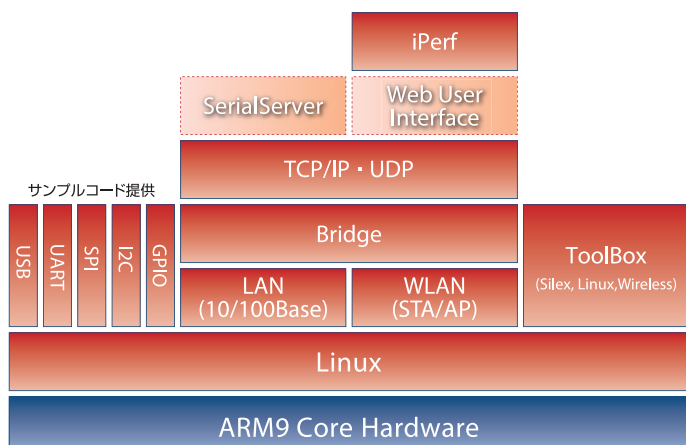 iPerf
SerialServer
Web User
Interface
TCP/IP・UDP
サンプルコード提供
USB
UART
SPI
I2C
GPIO
Bridge
LAN
(10/100Base)
WLAN
(STA/AP)
ToolBox
(Silex, Linux,Wireless)
Linux
ARM9 Core Hardware